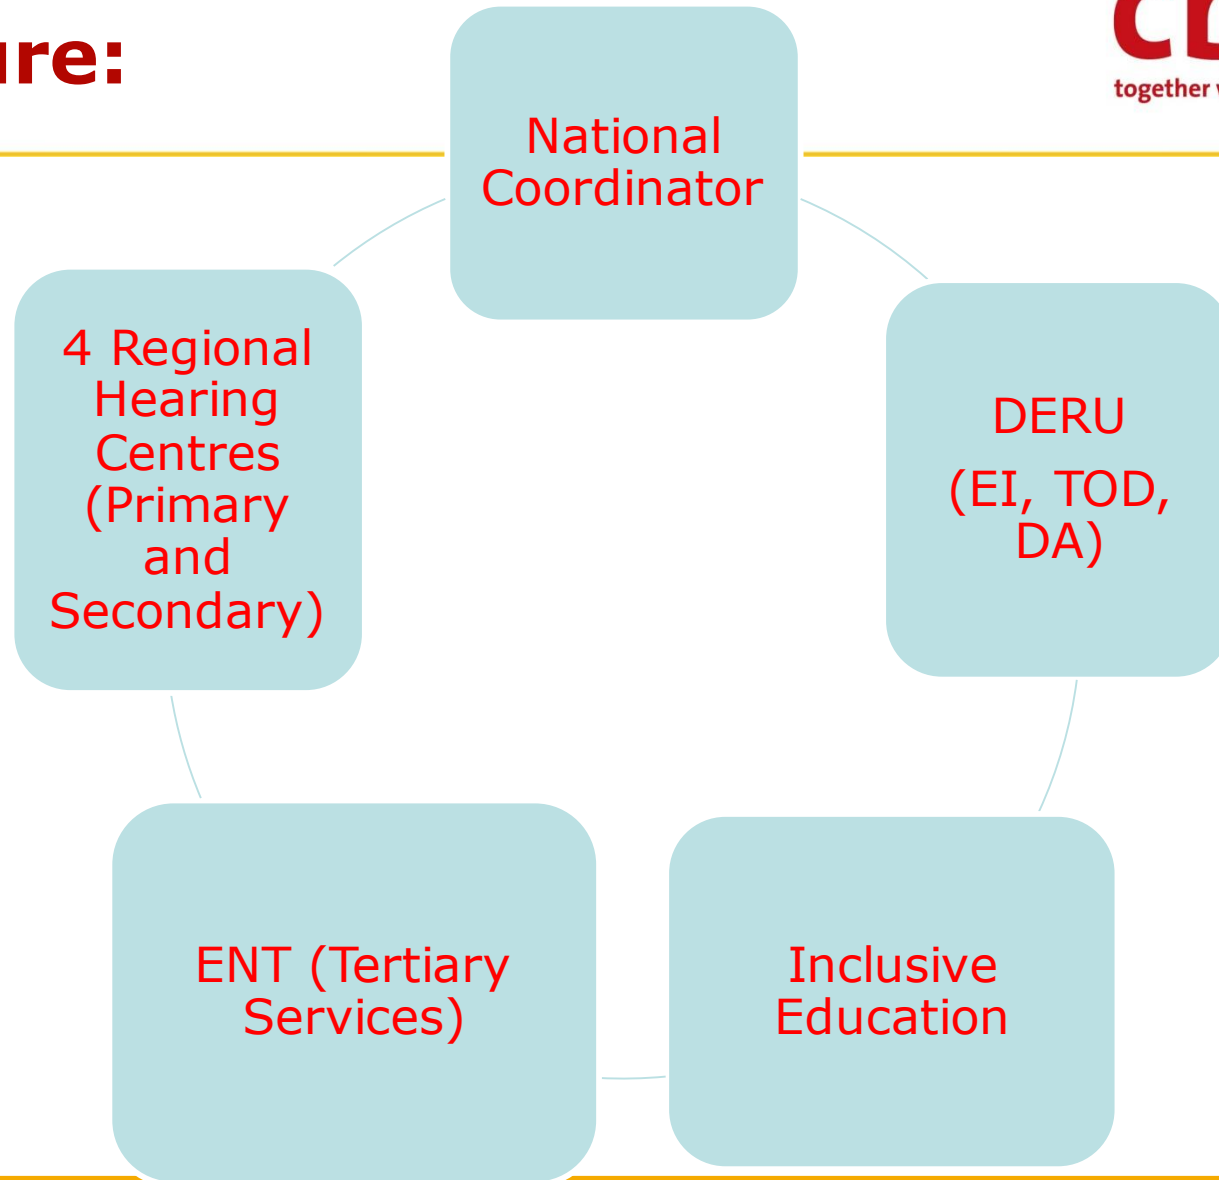 ure:
together
National
Coordinator
4 Regional
Hearing
Centres
(Primary
and
Secondary)
DERU
(EI, TOD,
DA)
ENT (Tertiary
Services)
Inclusive
Education